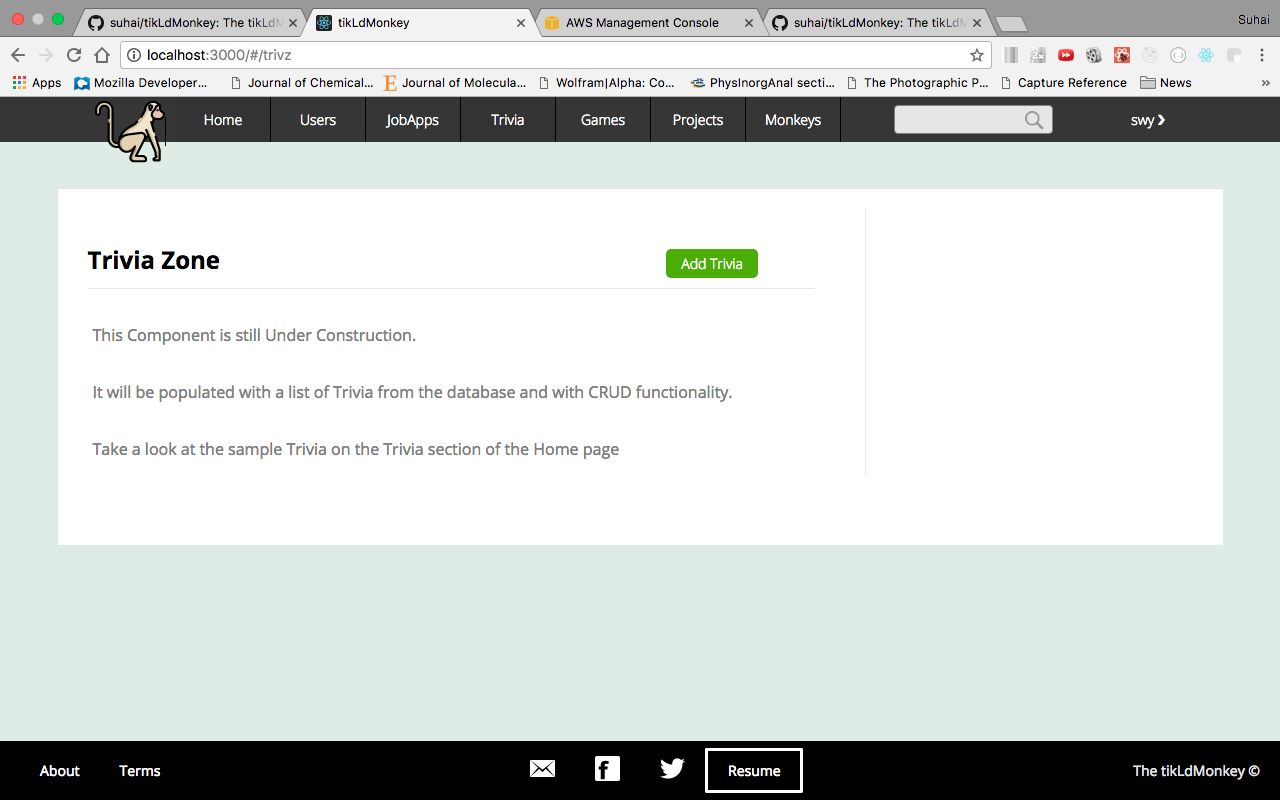 suhai/tikLdMonkey: The tikLdM
tikLdMonkey
AWS Management Console
suhai/tikLdMonkey: The tikLdM
Suhai
localhost:3000/#/trivz
Apps
Mozilla Developer...
Journal of Chemical...
E Journal of Molecula...
Wolfram|Alpha: Co...
PhysInorgAnal secti...
The Photographic P...
Capture Reference
News
»
Home
Users
JobApps
Trivia
Games
Projects
Monkeys
swy ❯
Trivia Zone
Add Trivia
This Component is still Under Construction.
It will be populated with a list of Trivia from the database and with CRUD functionality.
Take a look at the sample Trivia on the Trivia section of the Home page
About
Terms
Resume
The tikLdMonkey ©